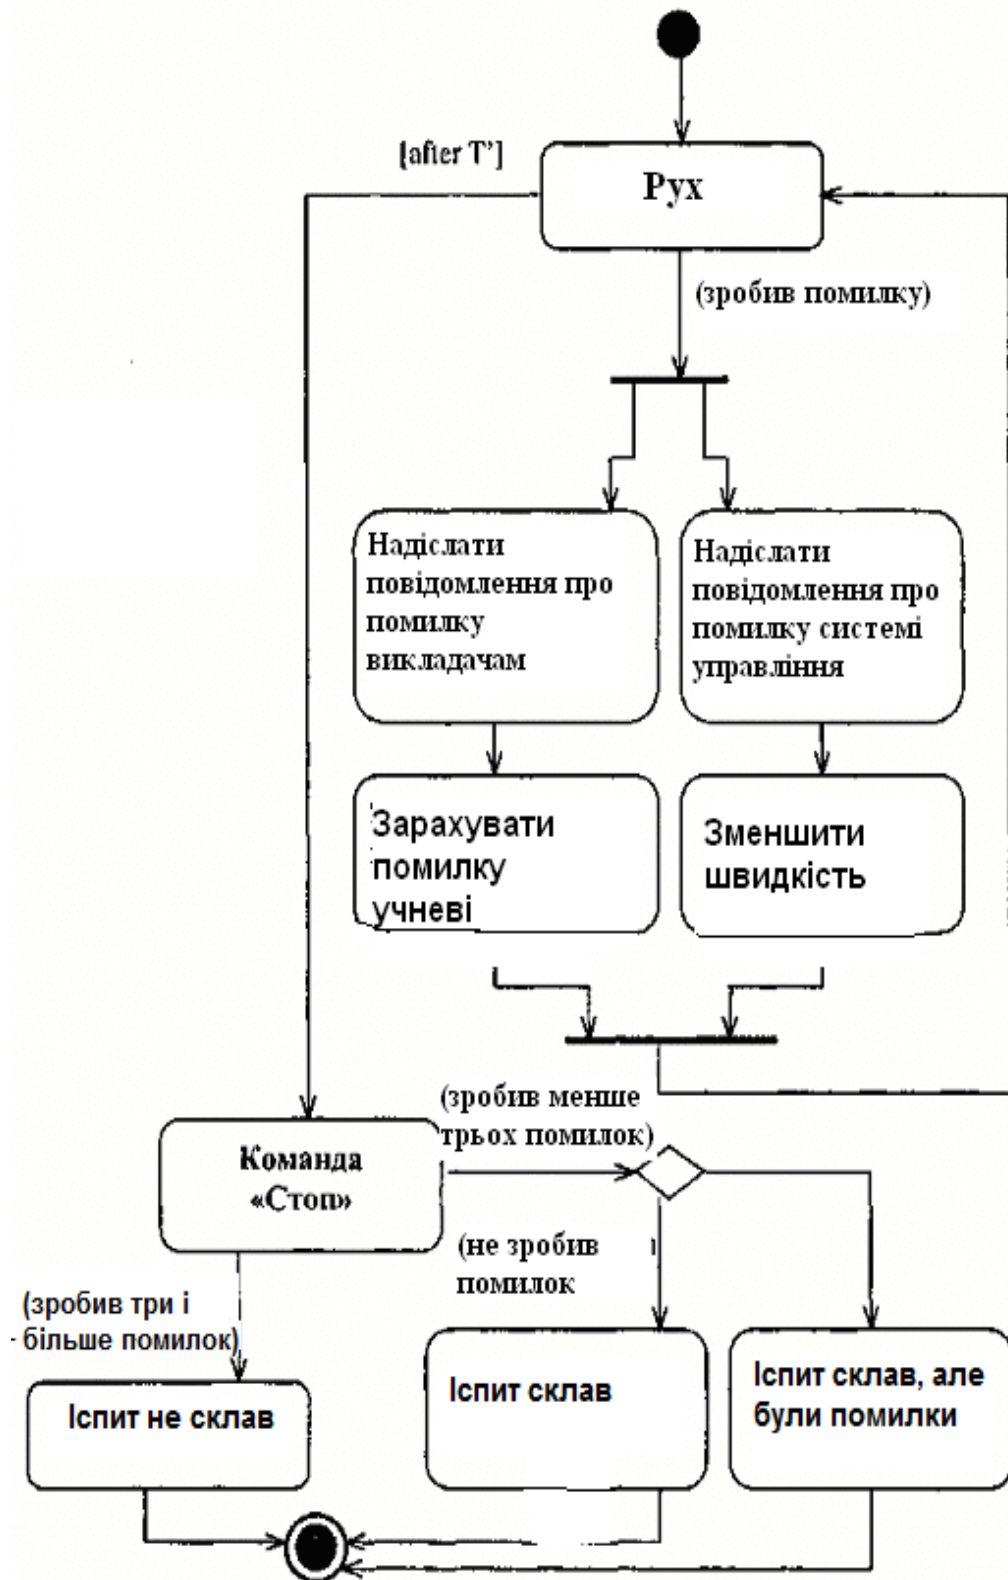 [after T']
Рух
(зробив помилку)
Надіслати
повідомлення про
помилку
викладачам
Надіслати
повідомлення про
помилку системі
управління
Зарахувати
помилку
учневі
Зменшити
швидкість
(зробив менше
трьох помилок)
Команда
«Стоп»
(не зробив
помилок
(зробив три і
більше помилок)
Іспит не склав
Іспит склав
Іспит склав, але
були помилки